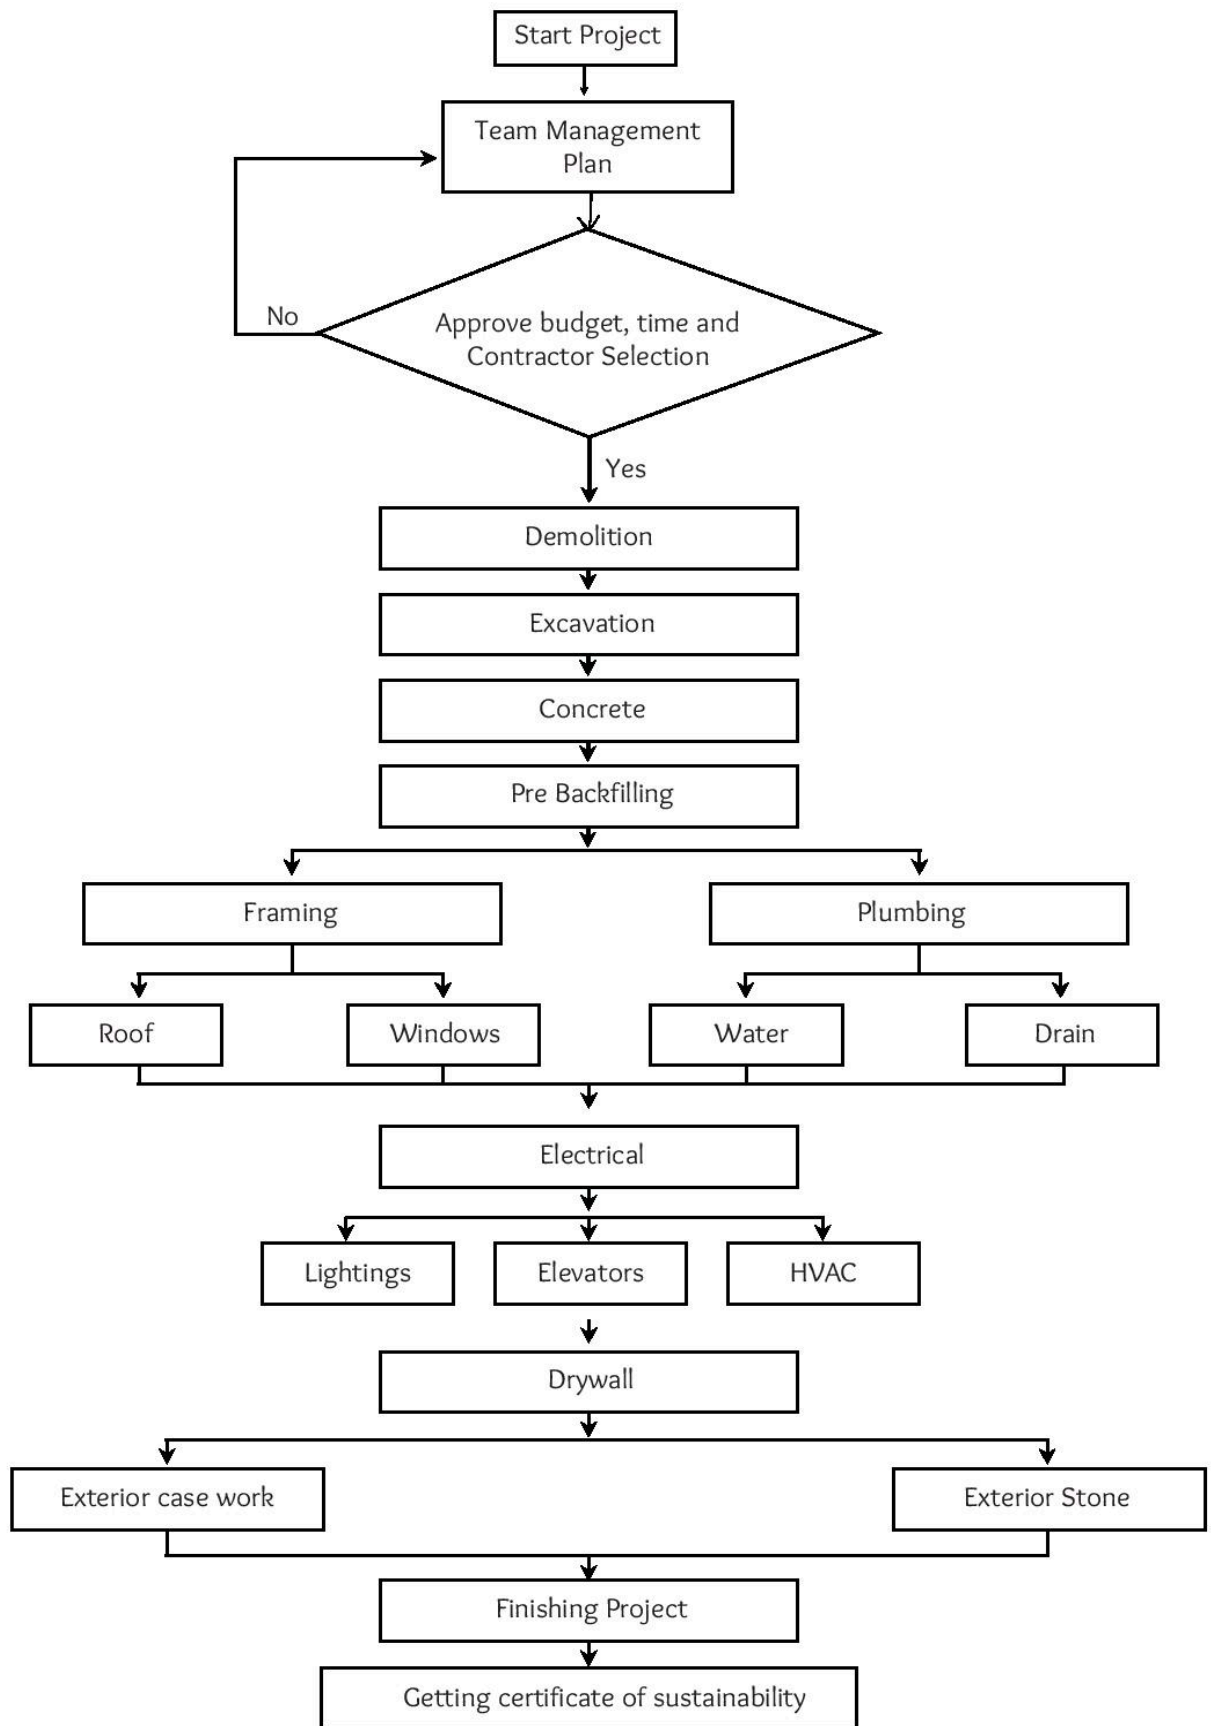 Start Project
Team Management
Plan
No
Approve budget, time and
Contractor Selection
Yes
Demolition
Excavation
Concrete
Pre Backfilling
Framing
Plumbing
Roof
Windows
Water
Drain
Electrical
Lightings
Elevators
HVAC
Drywall
Exterior case work
Exterior Stone
Finishing Project
Getting certificate of sustainability